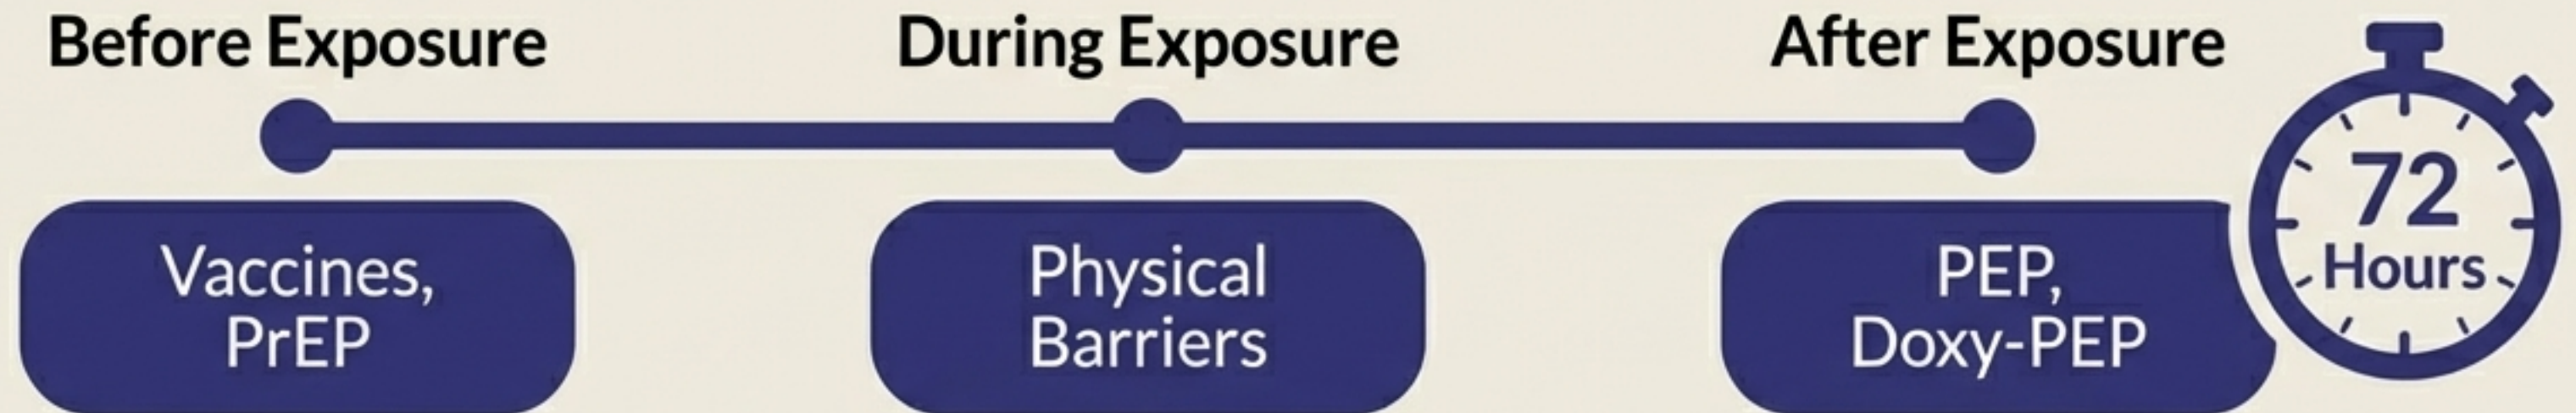 Before Exposure
During Exposure
After Exposure
Vaccines,
PrEP
Physical
Barriers
PEP,
Doxy-PEP
72
Hours